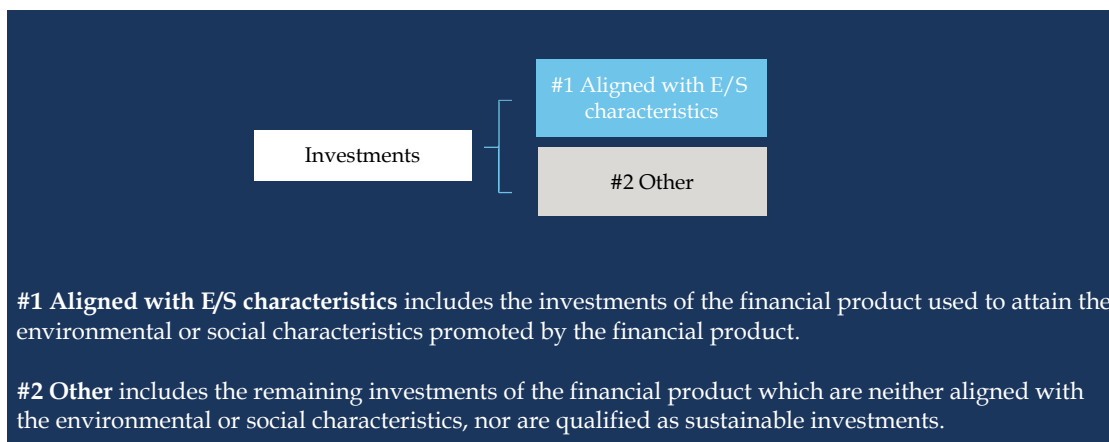 #1 Aligned with E/S
characteristics
Investments
#2 Other
#1 Aligned with E/S characteristics includes the investments of the financial product used to attain the
environmental or social characteristics promoted by the financial product.
#2 Other includes the remaining investments of the financial product which are neither aligned with
the environmental or social characteristics, nor are qualified as sustainable investments.